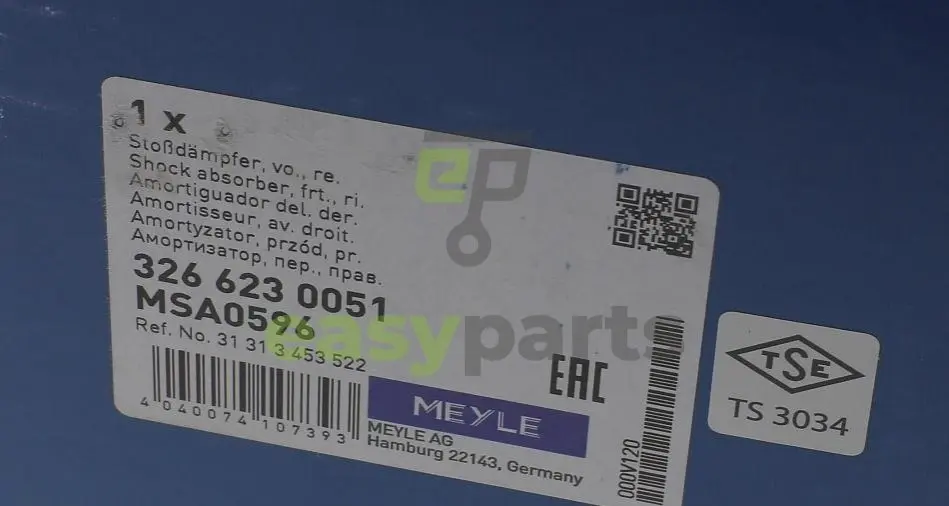 1 x
Stoßdämpfer, vo., re.
Shock absorber, frt., ri.
Amortiguador del. der.
Amortisseur, av. droit.
Amortyzator, przód, pr.
Амортизатор, пер., прав.
326 623 0051
MSA0596
Ref. No. 31 31 3 453 522
4 040074 107393
MEYLE
MEYLE AG
Hamburg 22143, Germany
EAC
000V120
TSE
TS 3034
ep
easyparts